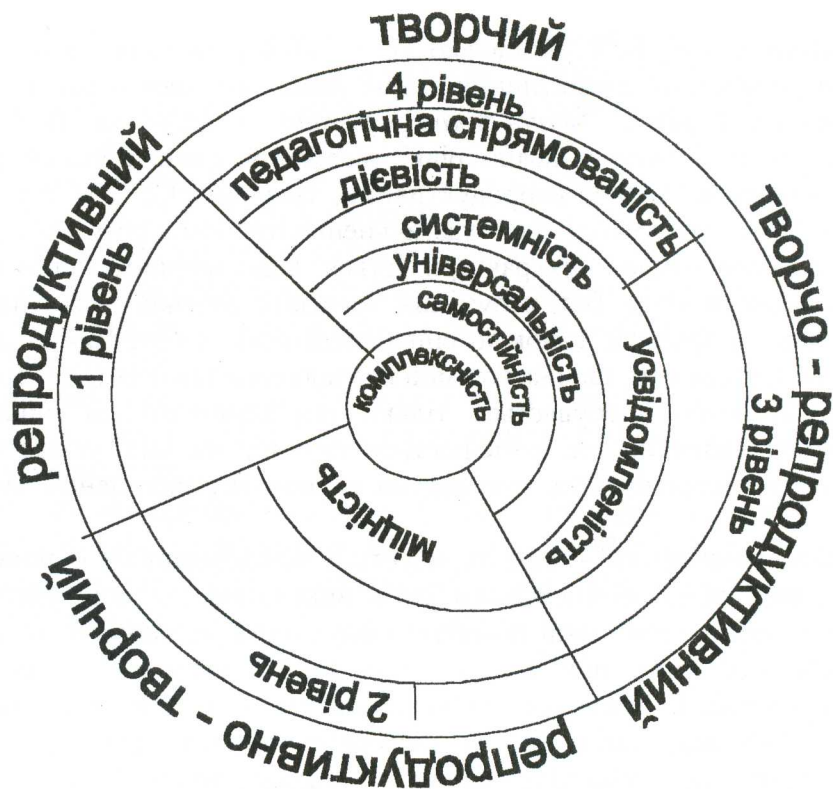 творчий
4 рівень
педагогічна спрямованість
дієвість
системність
універсальність
самостійність
комплексність
усвідомленість
міцність
репродуктивний
1 рівень
творчо - репродуктивний
3 рівень
2 рівень
репродуктивно - творчий